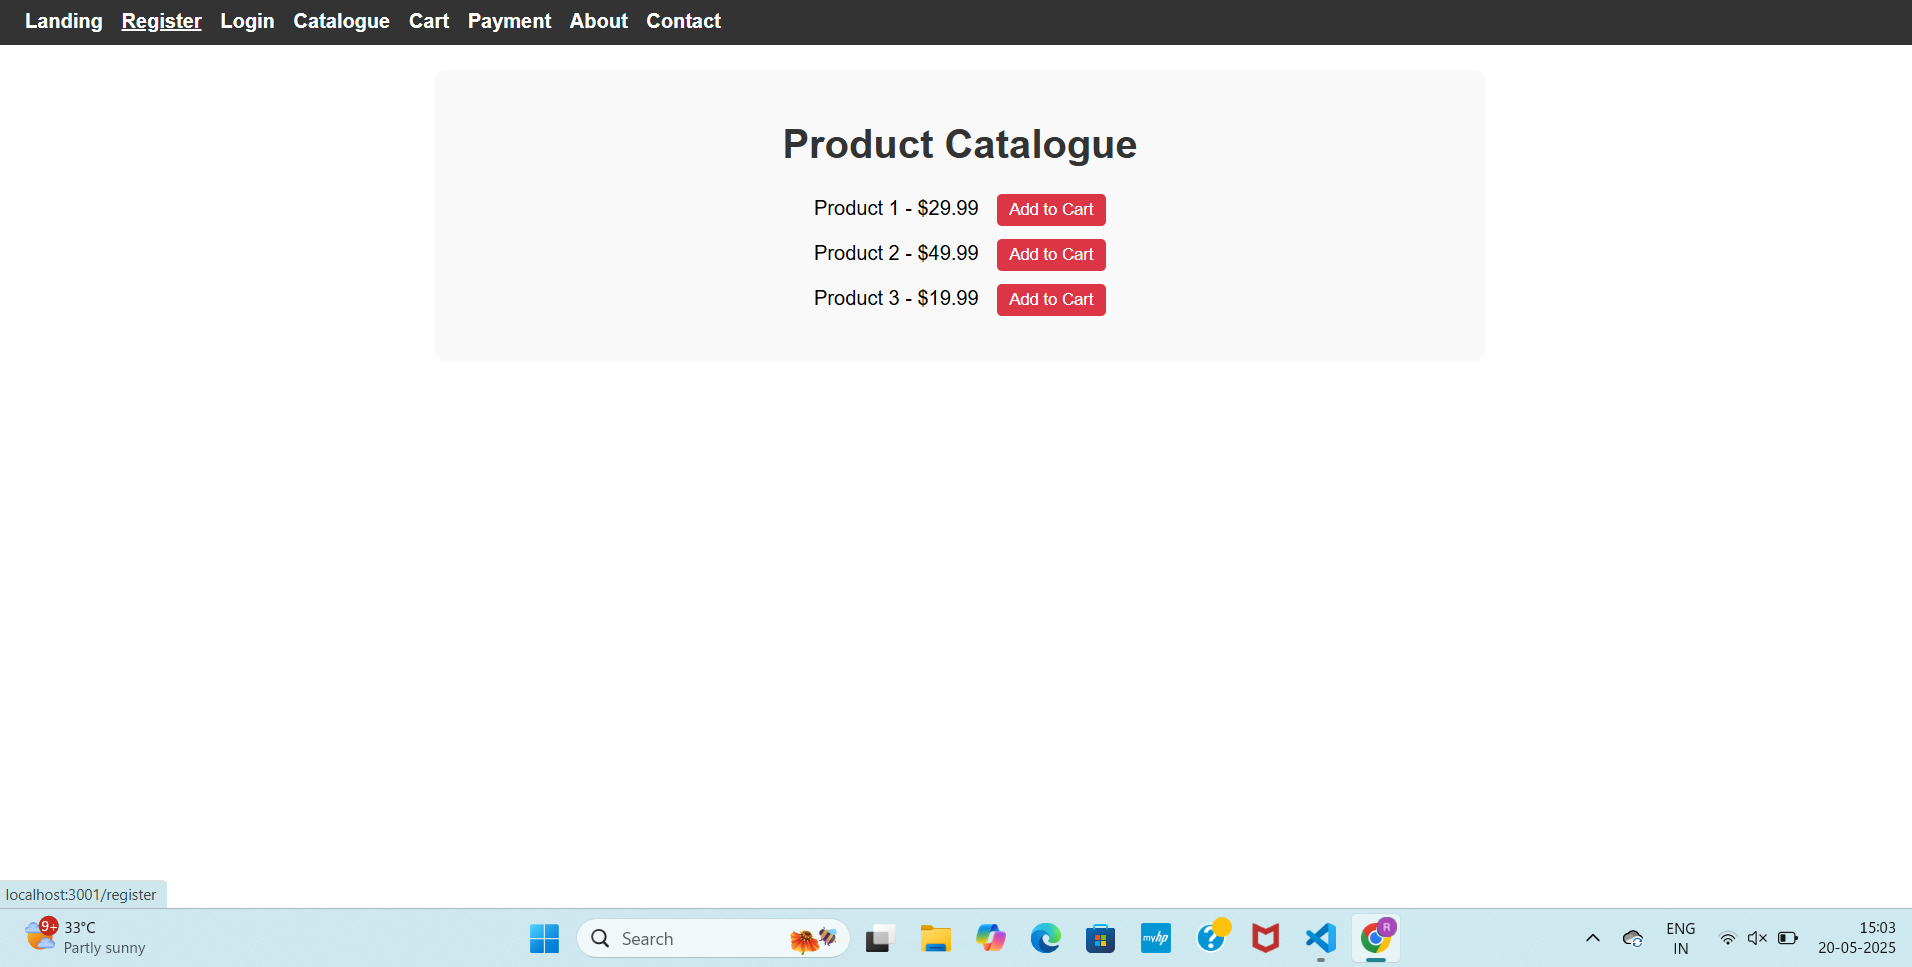 Landing Register Login Catalogue Cart Payment About Contact
Product Catalogue
Product 1 - $29.99 Add to Cart
Product 2 - $49.99 Add to Cart
Product 3 - $19.99 Add to Cart
localhost:3001/register
9+ 33°C
Partly sunny
Search
myhp
R
ENG
IN
15:03
20-05-2025